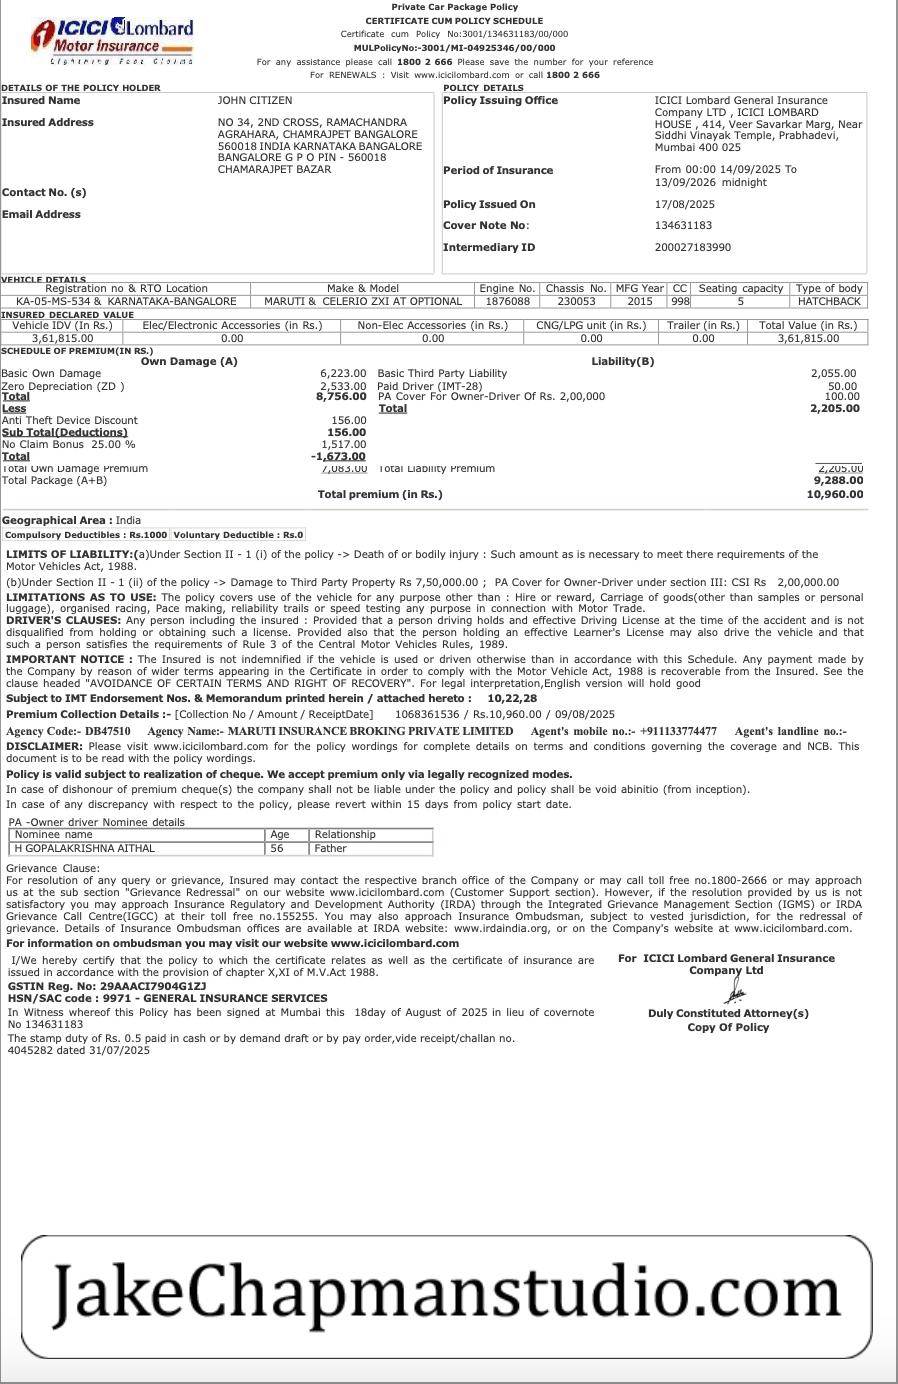 Private Car Package Policy
CERTIFICATE CUM POLICY SCHEDULE
Certificate cum Policy No:3001/134631183/00/000
MULPolicyNo:-3001/MI-04925346/00/000
For any assistance please call 1800 2 666 Please save the number for your reference
For RENEWALS : Visit www.icicilombard.com or call 1800 2 666
ICICI Lombard
Motor Insurance
Lightning Fast Claims
DETAILS OF THE POLICY HOLDER
Insured Name JOHN CITIZEN
Insured Address NO 34, 2ND CROSS, RAMACHANDRA
AGRAHARA, CHAMRAJPET BANGALORE
560018 INDIA KARNATAKA BANGALORE
BANGALORE G P O PIN - 560018
CHAMARAJPET BAZAR
Contact No. (s)
Email Address
POLICY DETAILS
Policy Issuing Office ICICI Lombard General Insurance
Company LTD , ICICI LOMBARD
HOUSE , 414, Veer Savarkar Marg, Near
Siddhi Vinayak Temple, Prabhadevi,
Mumbai 400 025
Period of Insurance From 00:00 14/09/2025 To
13/09/2026 midnight
Policy Issued On 17/08/2025
Cover Note No: 134631183
Intermediary ID 200027183990
VEHICLE DETAILS
Registration no & RTO Location Make & Model Engine No. Chassis No. MFG Year CC Seating capacity Type of body
KA-05-MS-534 & KARNATAKA-BANGALORE MARUTI & CELERIO ZXI AT OPTIONAL 1876088 230053 2015 998 5 HATCHBACK
INSURED DECLARED VALUE
Vehicle IDV (In Rs.) Elec/Electronic Accessories (in Rs.) Non-Elec Accessories (in Rs.) CNG/LPG unit (in Rs.) Trailer (in Rs.) Total Value (in Rs.)
3,61,815.00 0.00 0.00 0.00 0.00 3,61,815.00
SCHEDULE OF PREMIUM(IN RS.)
Own Damage (A) Liability(B)
Basic Own Damage 6,223.00 Basic Third Party Liability 2,055.00
Zero Depreciation (ZD ) 2,533.00 Paid Driver (IMT-28) 50.00
Total 8,756.00 PA Cover For Owner-Driver Of Rs. 2,00,000 100.00
Less Total 2,205.00
Anti Theft Device Discount 156.00
Sub Total(Deductions) 156.00
No Claim Bonus 25.00 % 1,517.00
Total -1,673.00
Total Own Damage Premium 7,083.00 Total Liability Premium 2,205.00
Total Package (A+B) 9,288.00
Total premium (in Rs.) 10,960.00
Geographical Area : India
Compulsory Deductibles : Rs.1000 Voluntary Deductible : Rs.0
LIMITS OF LIABILITY:(a)Under Section II - 1 (i) of the policy -> Death of or bodily injury : Such amount as is necessary to meet there requirements of the
Motor Vehicles Act, 1988.
(b)Under Section II - 1 (ii) of the policy -> Damage to Third Party Property Rs 7,50,000.00 ; PA Cover for Owner-Driver under section III: CSI Rs 2,00,000.00
LIMITATIONS AS TO USE: The policy covers use of the vehicle for any purpose other than : Hire or reward, Carriage of goods(other than samples or personal
luggage), organised racing, Pace making, reliability trails or speed testing any purpose in connection with Motor Trade.
DRIVER'S CLAUSES: Any person including the insured : Provided that a person driving holds and effective Driving License at the time of the accident and is not
disqualified from holding or obtaining such a license. Provided also that the person holding an effective Learner's License may also drive the vehicle and that
such a person satisfies the requirements of Rule 3 of the Central Motor Vehicles Rules, 1989.
IMPORTANT NOTICE : The Insured is not indemnified if the vehicle is used or driven otherwise than in accordance with this Schedule. Any payment made by
the Company by reason of wider terms appearing in the Certificate in order to comply with the Motor Vehicle Act, 1988 is recoverable from the Insured. See the
clause headed "AVOIDANCE OF CERTAIN TERMS AND RIGHT OF RECOVERY". For legal interpretation,English version will hold good
Subject to IMT Endorsement Nos. & Memorandum printed herein / attached hereto : 10,22,28
Premium Collection Details :- [Collection No / Amount / ReceiptDate] 1068361536 / Rs.10,960.00 / 09/08/2025
Agency Code:- DB47510 Agency Name:- MARUTI INSURANCE BROKING PRIVATE LIMITED Agent's mobile no.:- +911133774477 Agent's landline no.:-
DISCLAIMER: Please visit www.icicilombard.com for the policy wordings for complete details on terms and conditions governing the coverage and NCB. This
document is to be read with the policy wordings.
Policy is valid subject to realization of cheque. We accept premium only via legally recognized modes.
In case of dishonour of premium cheque(s) the company shall not be liable under the policy and policy shall be void abinitio (from inception).
In case of any discrepancy with respect to the policy, please revert within 15 days from policy start date.
PA -Owner driver Nominee details
Nominee name Age Relationship
H GOPALAKRISHNA AITHAL 56 Father
Grievance Clause:
For resolution of any query or grievance, Insured may contact the respective branch office of the Company or may call toll free no.1800-2666 or may approach
us at the sub section "Grievance Redressal" on our website www.icicilombard.com (Customer Support section). However, if the resolution provided by us is not
satisfactory you may approach Insurance Regulatory and Development Authority (IRDA) through the Integrated Grievance Management Section (IGMS) or IRDA
Grievance Call Centre(IGCC) at their toll free no.155255. You may also approach Insurance Ombudsman, subject to vested jurisdiction, for the redressal of
grievance. Details of Insurance Ombudsman offices are available at IRDA website: www.irdaindia.org, or on the Company's website at www.icicilombard.com.
For information on ombudsman you may visit our website www.icicilombard.com
I/We hereby certify that the policy to which the certificate relates as well as the certificate of insurance are
issued in accordance with the provision of chapter X,XI of M.V.Act 1988.
GSTIN Reg. No: 29AAACI7904G1ZJ
HSN/SAC code : 9971 - GENERAL INSURANCE SERVICES
In Witness whereof this Policy has been signed at Mumbai this 18day of August of 2025 in lieu of covernote
No 134631183
The stamp duty of Rs. 0.5 paid in cash or by demand draft or by pay order,vide receipt/challan no.
4045282 dated 31/07/2025
For ICICI Lombard General Insurance
Company Ltd
Duly Constituted Attorney(s)
Copy Of Policy
JakeChapmanstudio.com